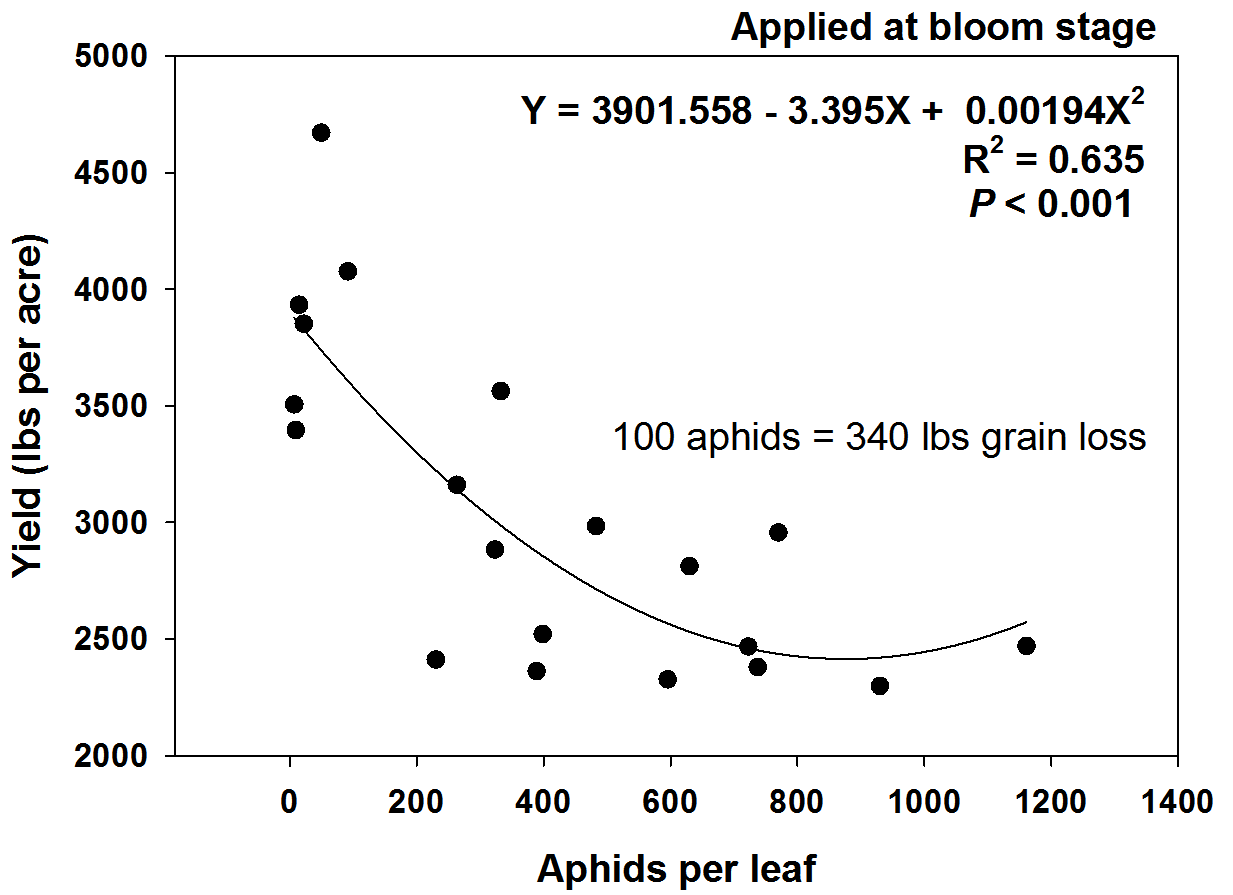 Applied at bloom stage
5000
4500
4000
3500
3000
2500
2000
Yield (lbs per acre)
Y = 3901.558 - 3.395X + 0.00194X²
R² = 0.635
P < 0.001
100 aphids = 340 lbs grain loss
0 200 400 600 800 1000 1200 1400
Aphids per leaf